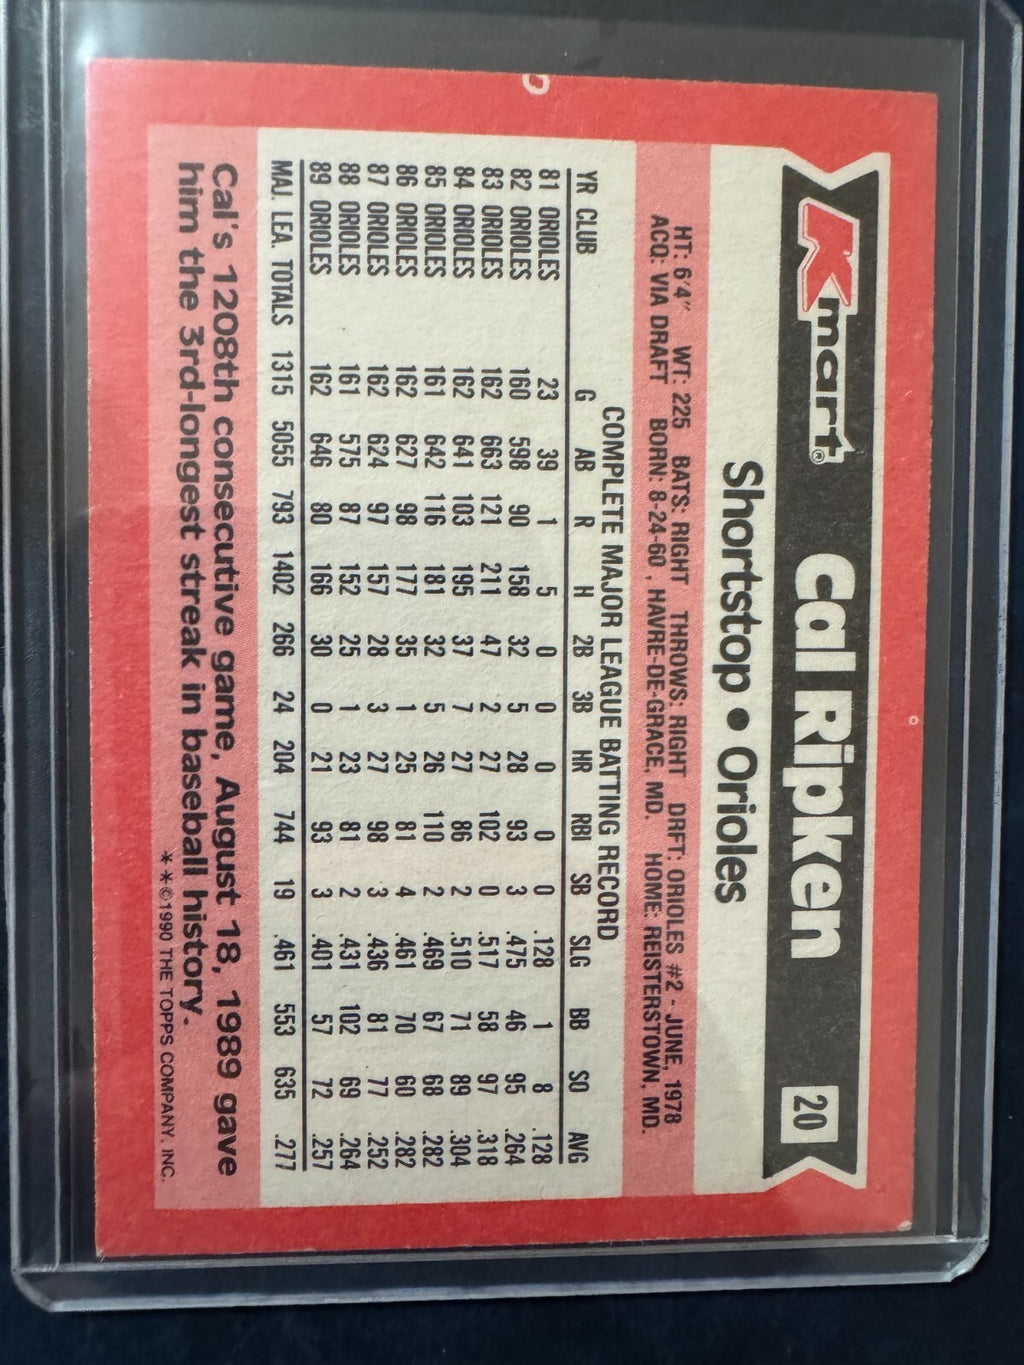 Kmart® Cal Ripken 20
Shortstop • Orioles
HT: 6'4" WT: 225 BATS: RIGHT THROWS: RIGHT DRFT: ORIOLES #2 - JUNE, 1978
ACQ: VIA DRAFT BORN: 8-24-60, HAVRE-DE-GRACE, MD. HOME: REISTERSTOWN, MD.
COMPLETE MAJOR LEAGUE BATTING RECORD
YR CLUB G AB R H 2B 3B HR RBI SB SLG BB SO AVG
81 ORIOLES 23 39 1 5 0 0 0 0 0 .128 1 8 .128
82 ORIOLES 160 598 90 158 32 5 28 93 3 .475 46 95 .264
83 ORIOLES 162 663 121 211 47 2 27 102 0 .517 58 97 .318
84 ORIOLES 162 641 103 195 37 7 27 86 2 .510 71 89 .304
85 ORIOLES 161 642 116 181 32 5 26 110 2 .469 67 68 .282
86 ORIOLES 162 627 98 177 35 1 25 81 4 .461 70 60 .282
87 ORIOLES 162 624 97 157 28 3 27 98 3 .436 81 77 .252
88 ORIOLES 161 575 87 152 25 1 23 81 2 .431 102 69 .264
89 ORIOLES 162 646 80 166 30 0 21 93 3 .401 57 72 .257
MAJ. LEA. TOTALS 1315 5055 793 1402 266 24 204 744 19 .461 553 635 .277
Cal's 1208th consecutive game, August 18, 1989 gave
him the 3rd-longest streak in baseball history.
**©1990 THE TOPPS COMPANY. INC.